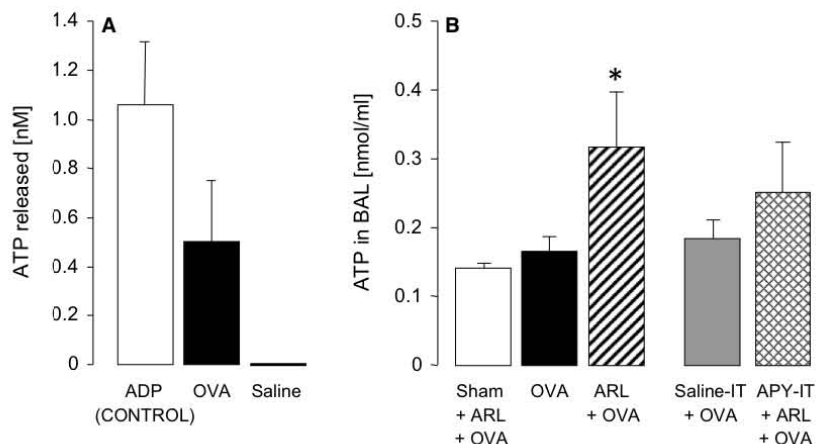 A
ATP released [nM]
1.4
1.2
1.0
0.8
0.6
0.4
0.2
0
ADP
(CONTROL)
OVA
Saline
B
ATP in BAL [nmol/ml]
0.5
0.4
0.3
0.2
0.1
0
*
Sham
+ ARL
+ OVA
OVA
ARL
+ OVA
Saline-IT
+ OVA
APY-IT
+ ARL
+ OVA